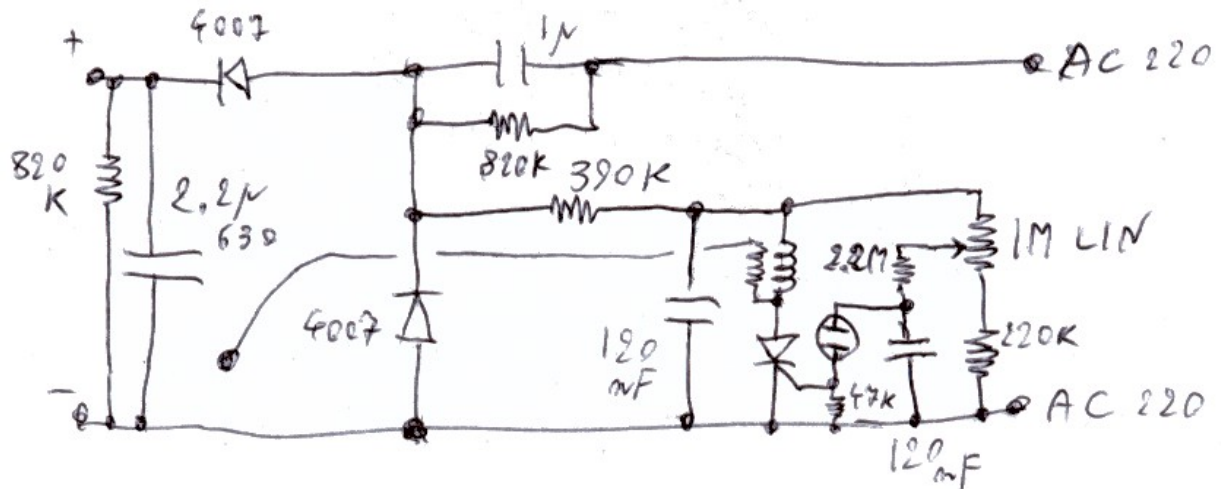 4007
1µ
+
AC 220
820
K
820K
390K
2.2µ
630
1M LIN
2.2M
4007
120
nF
220K
47K
-
AC 220
120
nF